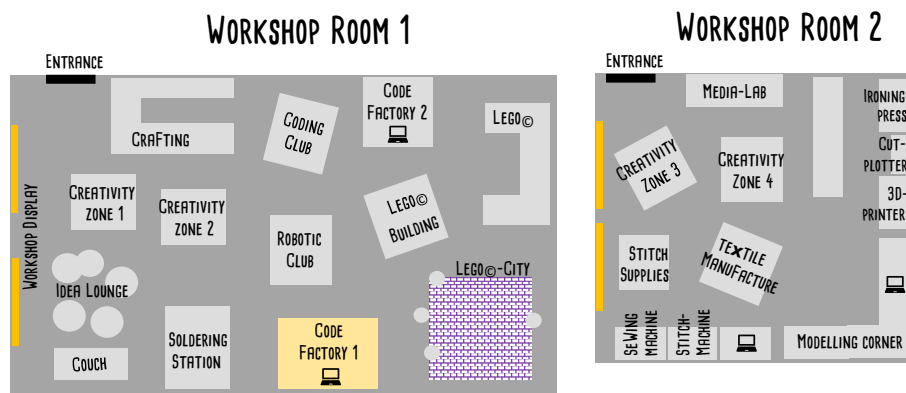 Workshop Room 1
Entrance
Crafting
Coding
Club
Code
Factory 2
Lego©
Creativity
zone 1
Creativity
zone 2
Robotic
Club
Lego©
Building
Workshop Display
Idea Lounge
Couch
Soldering
Station
Code
Factory 1
Lego©-City
Workshop Room 2
Entrance
Media-Lab
Ironing
press
Cut-
plotter
3D-
printer
Creativity
Zone 3
Creativity
Zone 4
Stitch
Supplies
Textile
Manufacture
Sewing
Machine
Stitch-
Machine
Modelling corner